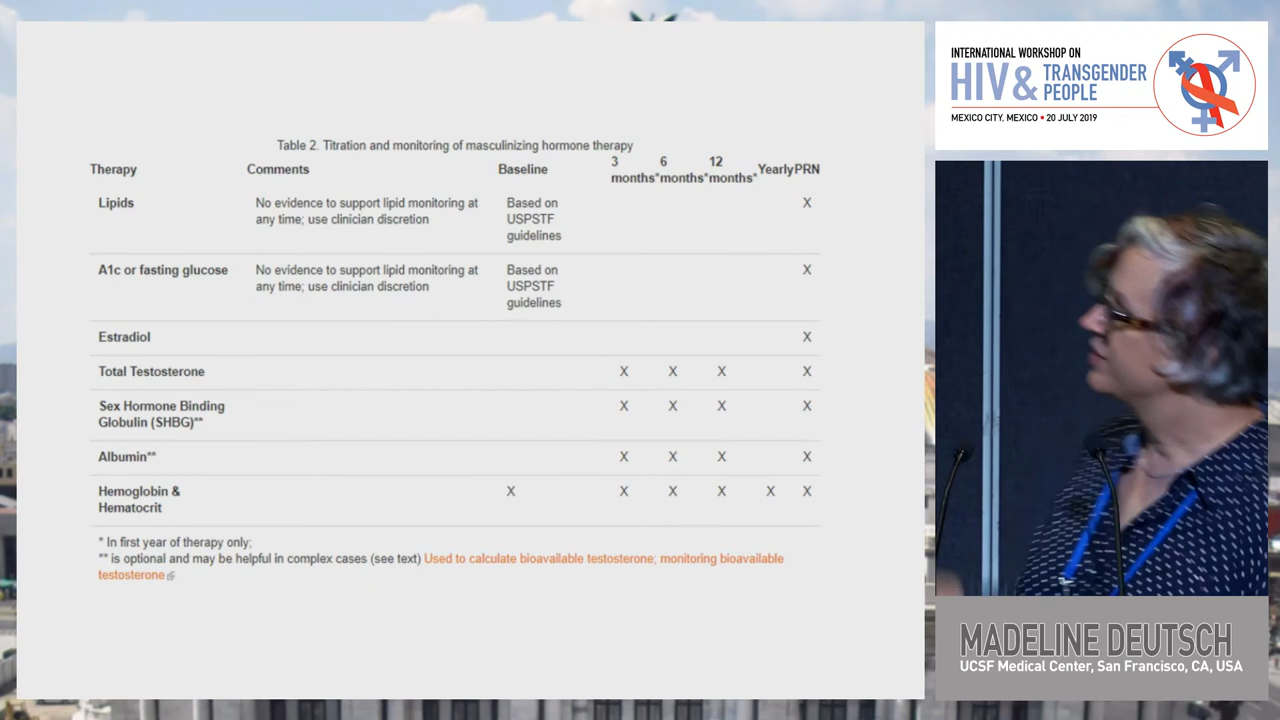 Table 2. Titration and monitoring of masculinizing hormone therapy
Therapy Comments Baseline 3 months* 6 months* 12 months* Yearly PRN
Lipids No evidence to support lipid monitoring at Based on X
any time; use clinician discretion USPSTF
guidelines
A1c or fasting glucose No evidence to support lipid monitoring at Based on X
any time; use clinician discretion USPSTF
guidelines
Estradiol X
Total Testosterone X X X X
Sex Hormone Binding X X X X
Globulin (SHBG)**
Albumin** X X X X
Hemoglobin & X X X X X X
Hematocrit
* In first year of therapy only;
** is optional and may be helpful in complex cases (see text) Used to calculate bioavailable testosterone; monitoring bioavailable
testosterone
INTERNATIONAL WORKSHOP ON
HIV & TRANSGENDER
PEOPLE
MEXICO CITY, MEXICO • 20 JULY 2019
MADELINE DEUTSCH
UCSF Medical Center, San Francisco, CA, USA